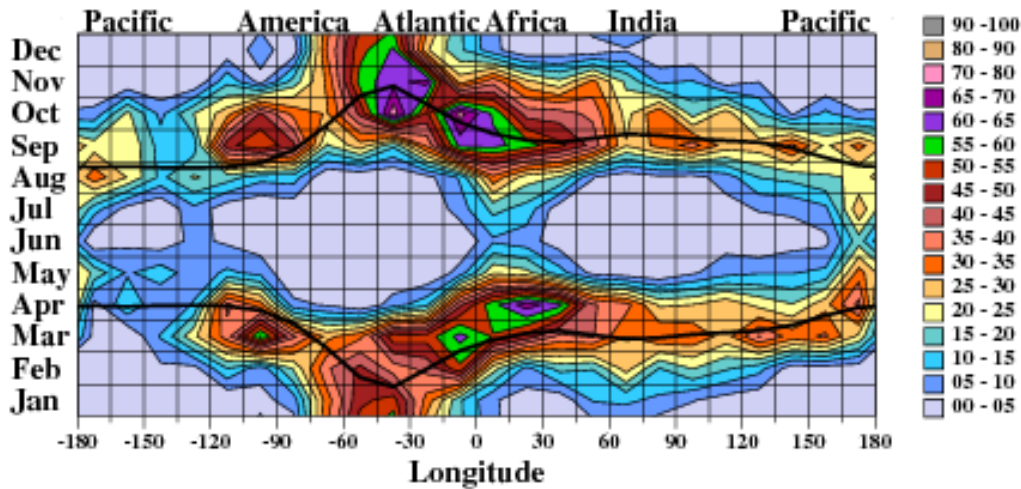 Pacific America Atlantic Africa India Pacific
Dec
Nov
Oct
Sep
Aug
Jul
Jun
May
Apr
Mar
Feb
Jan
-180 -150 -120 -90 -60 -30 0 30 60 90 120 150 180
Longitude
90 -100
80 - 90
70 - 80
65 - 70
60 - 65
55 - 60
50 - 55
45 - 50
40 - 45
35 - 40
30 - 35
25 - 30
20 - 25
15 - 20
10 - 15
05 - 10
00 - 05